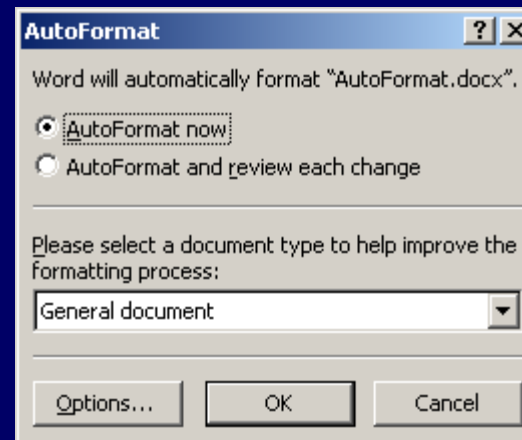 AutoFormat
Word will automatically format “AutoFormat.docx”.
AutoFormat now
AutoFormat and review each change
Please select a document type to help improve the
formatting process:
General document
Options...
OK
Cancel